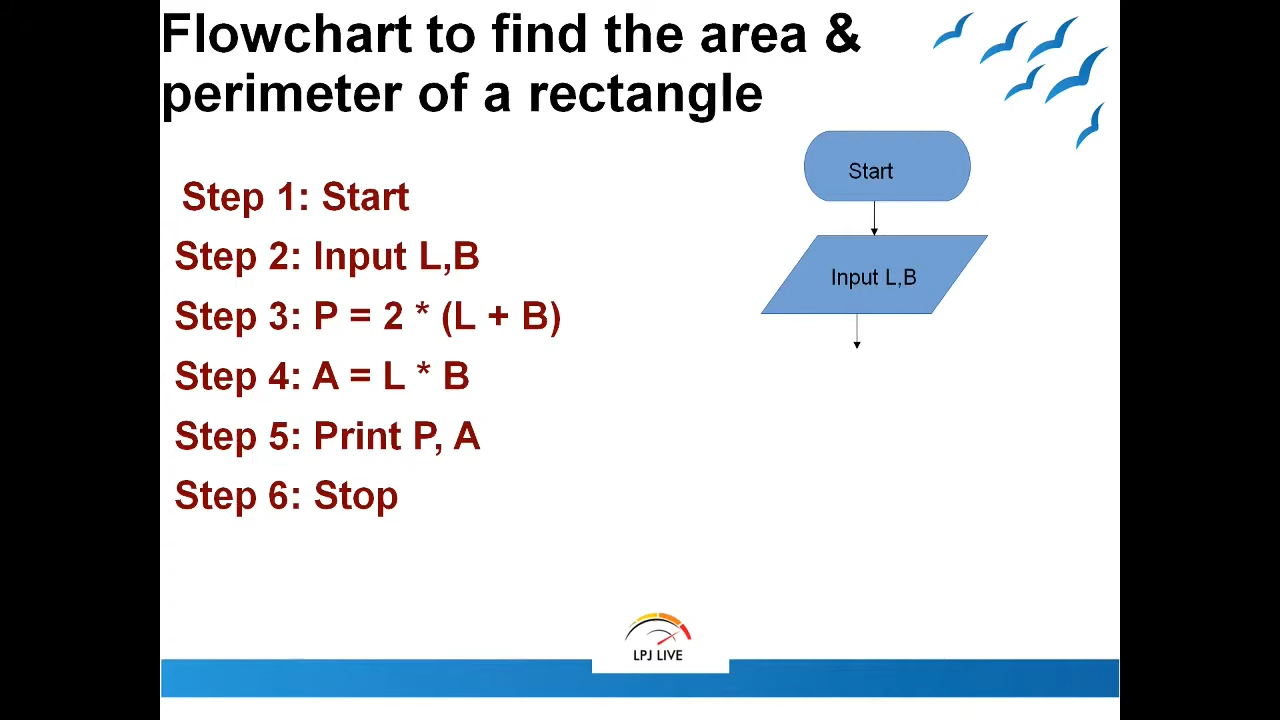 Flowchart to find the area &
perimeter of a rectangle
Step 1: Start
Step 2: Input L,B
Step 3: P = 2 * (L + B)
Step 4: A = L * B
Step 5: Print P, A
Step 6: Stop
Start
Input L,B
LPJ LIVE